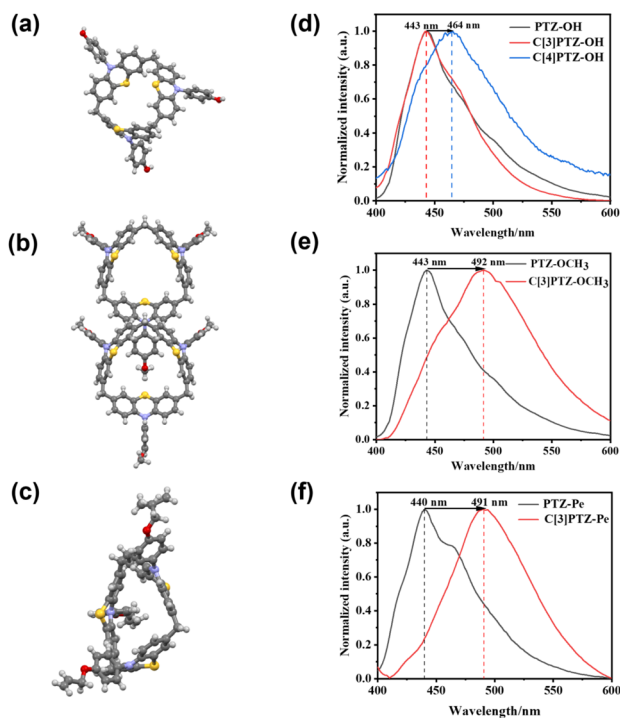 (a)
(b)
(c)
(d)
443 nm
464 nm
PTZ-OH
C[3]PTZ-OH
C[4]PTZ-OH
Normalized intensity (a.u.)
1.0
0.8
0.6
0.4
0.2
0.0
400
450
500
550
600
Wavelength/nm
(e)
443 nm
492 nm
PTZ-OCH3
C[3]PTZ-OCH3
Normalized intensity (a.u.)
1.0
0.8
0.6
0.4
0.2
0.0
400
450
500
550
600
Wavelength/nm
(f)
440 nm
491 nm
PTZ-Pe
C[3]PTZ-Pe
Normalized intensity (a.u.)
1.0
0.8
0.6
0.4
0.2
0.0
400
450
500
550
600
Wavelength/nm